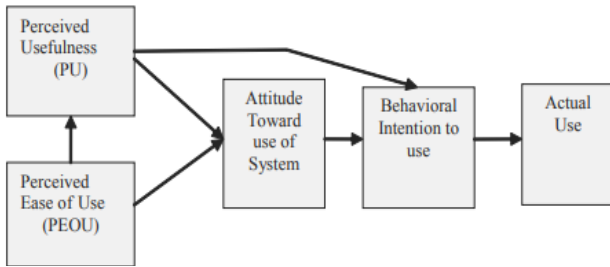 Perceived
Usefulness
(PU)
Attitude
Toward
use of
System
Behavioral
Intention to
use
Actual
Use
Perceived
Ease of Use
(PEOU)